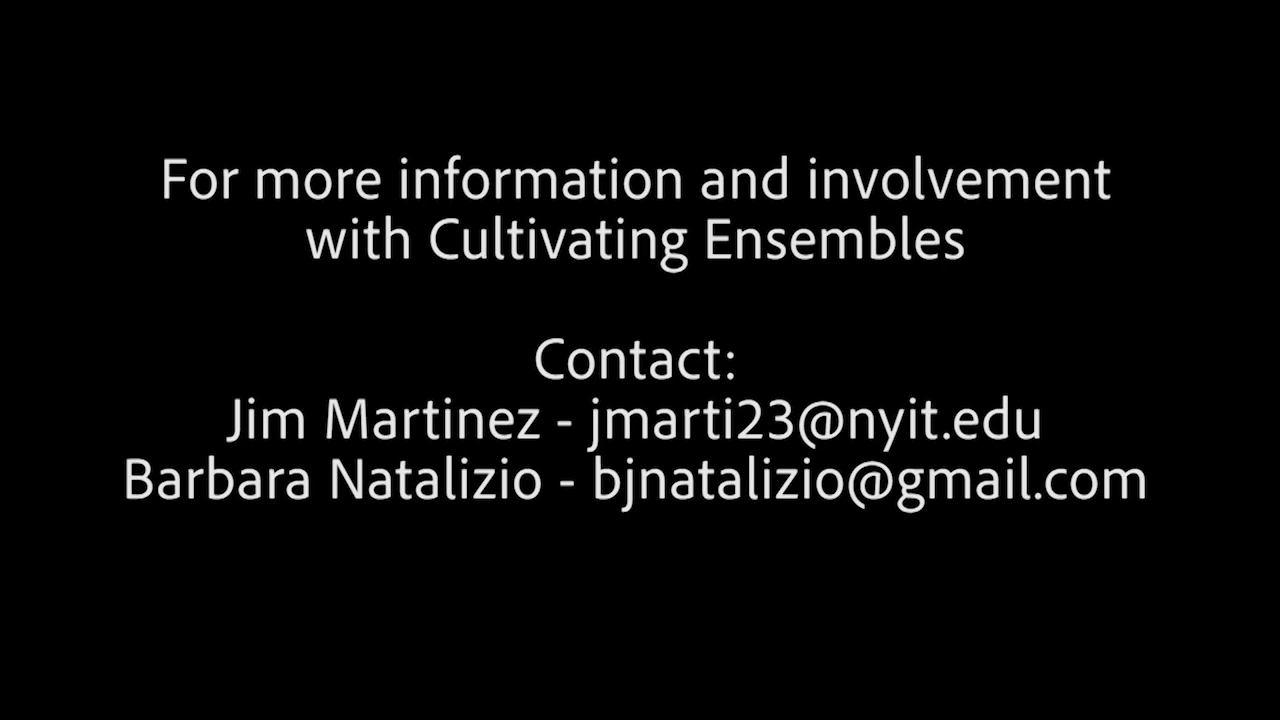 For more information and involvement
with Cultivating Ensembles
Contact:
Jim Martinez - jmarti23@nyit.edu
Barbara Natalizio - bjnatalizio@gmail.com